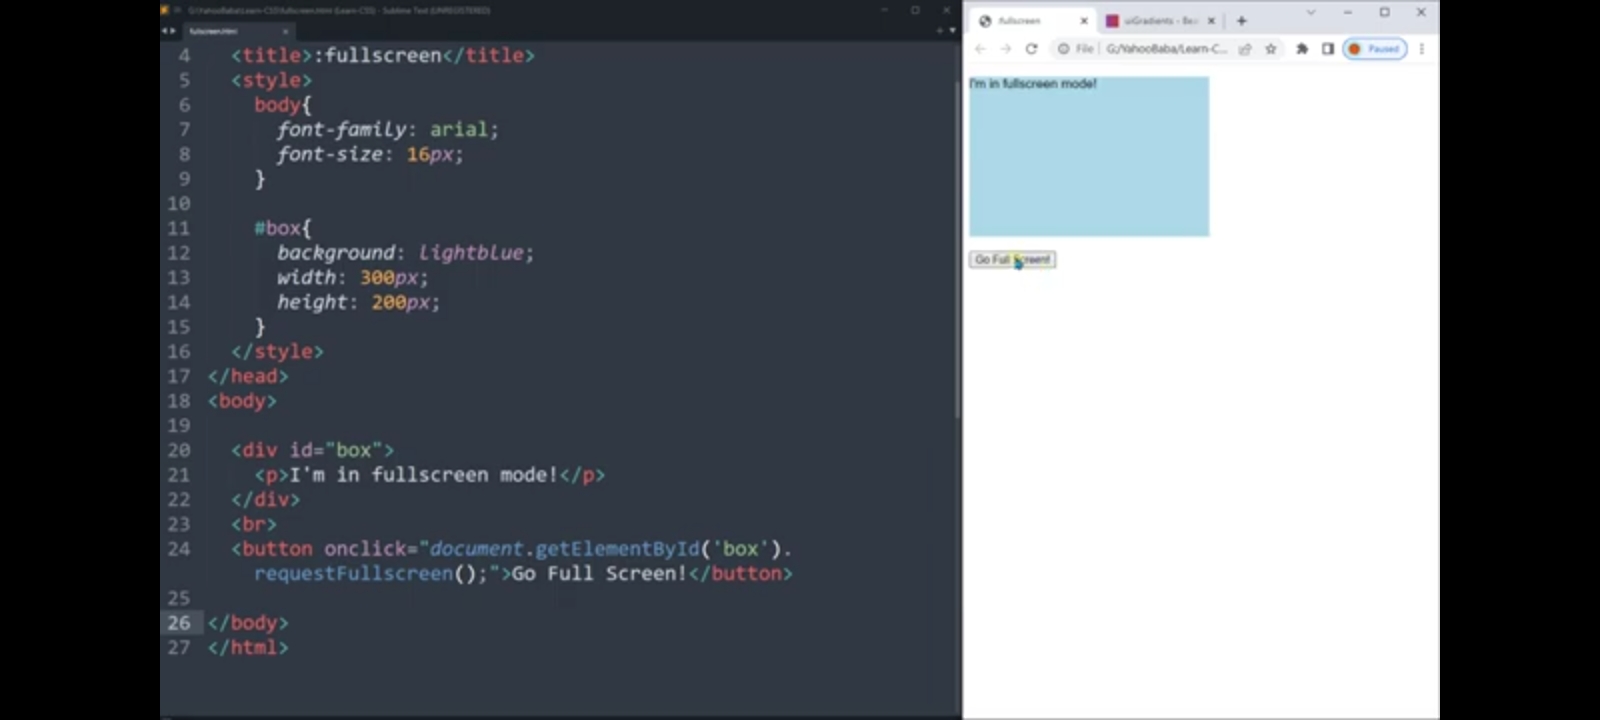 G:\YahooBaba\Learn-CSS\fullscreen.html (Learn-CSS) - Sublime Text (UNREGISTERED)
fullscreen.html
4 <title>:fullscreen</title>
5 <style>
6 body{
7 font-family: arial;
8 font-size: 16px;
9 }
10
11 #box{
12 background: lightblue;
13 width: 300px;
14 height: 200px;
15 }
16 </style>
17 </head>
18 <body>
19
20 <div id="box">
21 <p>I'm in fullscreen mode!</p>
22 </div>
23 <br>
24 <button onclick="document.getElementById('box').
requestFullscreen();">Go Full Screen!</button>
25
26 </body>
27 </html>
:fullscreen
uiGradients - Bea
File
G:/YahooBaba/Learn-C...
Paused
I'm in fullscreen mode!
Go Full Screen!